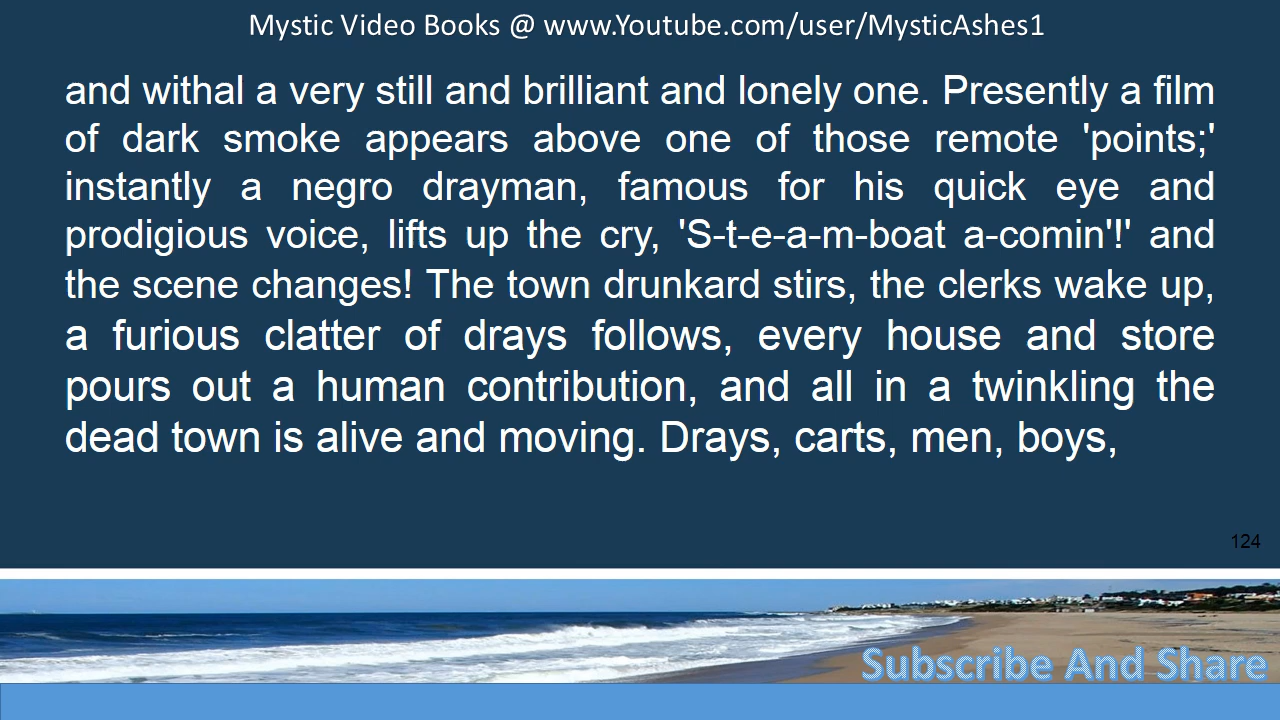 Mystic Video Books @ www.Youtube.com/user/MysticAshes1
and withal a very still and brilliant and lonely one. Presently a film
of dark smoke appears above one of those remote 'points;'
instantly a negro drayman, famous for his quick eye and
prodigious voice, lifts up the cry, 'S-t-e-a-m-boat a-comin'!' and
the scene changes! The town drunkard stirs, the clerks wake up,
a furious clatter of drays follows, every house and store
pours out a human contribution, and all in a twinkling the
dead town is alive and moving. Drays, carts, men, boys,
124
Subscribe And Share